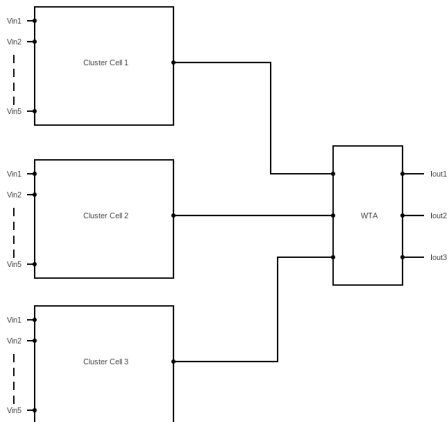 Vin1
Vin2
Cluster Cell 1
Vin5
Vin1
Vin2
Cluster Cell 2
Vin5
Vin1
Vin2
Cluster Cell 3
Vin5
WTA
Iout1
Iout2
Iout3